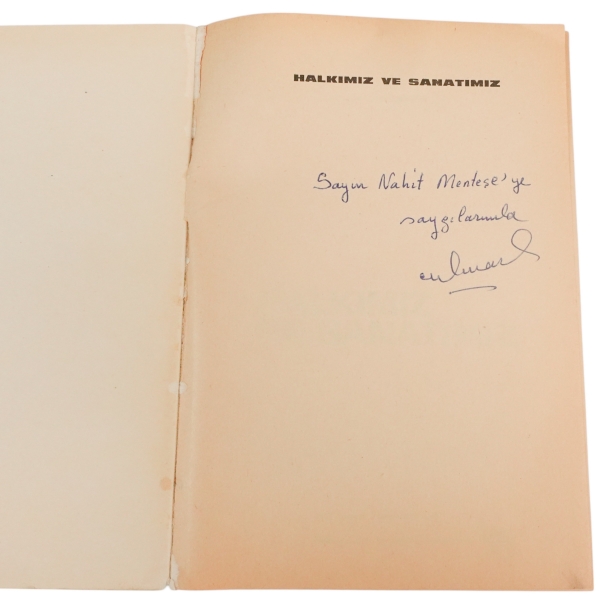 HALKIMIZ VE SANATIMIZ
Sayın Nahit Menteşe'ye
saygılarımla